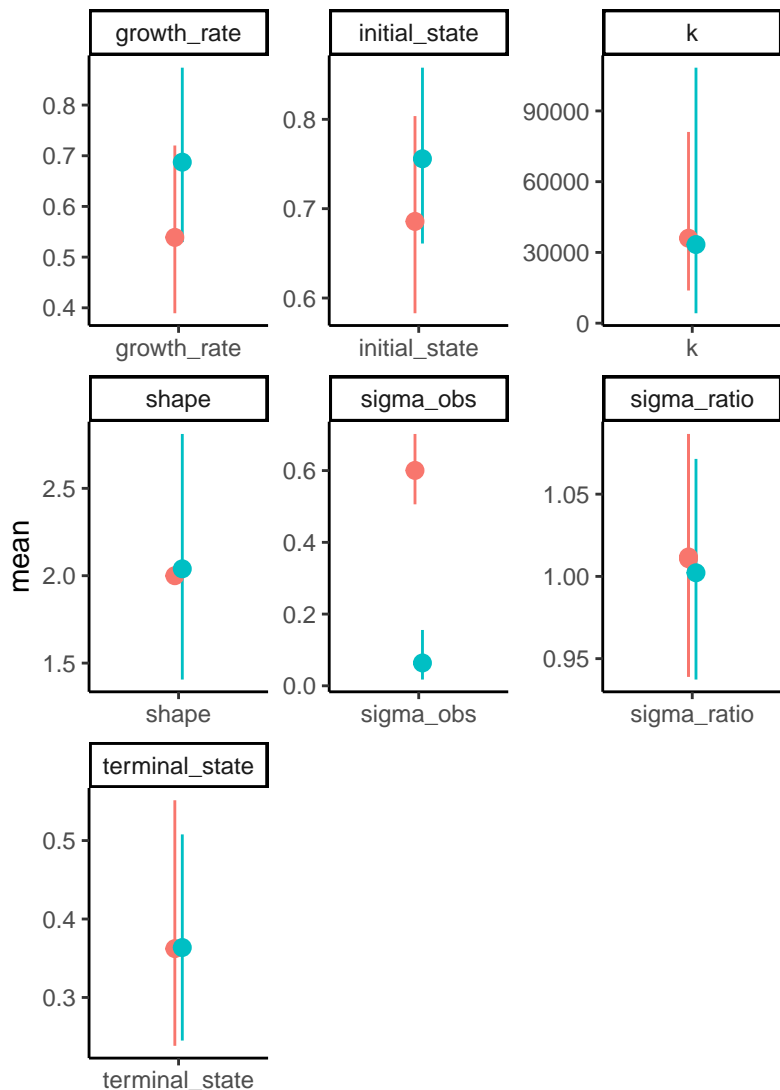 growth_rate
initial_state
k
0.8
0.7
0.6
0.5
0.4
0.8
0.7
0.6
90000
60000
30000
0
growth_rate
initial_state
k
shape
sigma_obs
sigma_ratio
mean
2.5
2.0
1.5
0.6
0.4
0.2
0.0
1.05
1.00
0.95
shape
sigma_obs
sigma_ratio
terminal_state
0.5
0.4
0.3
terminal_state